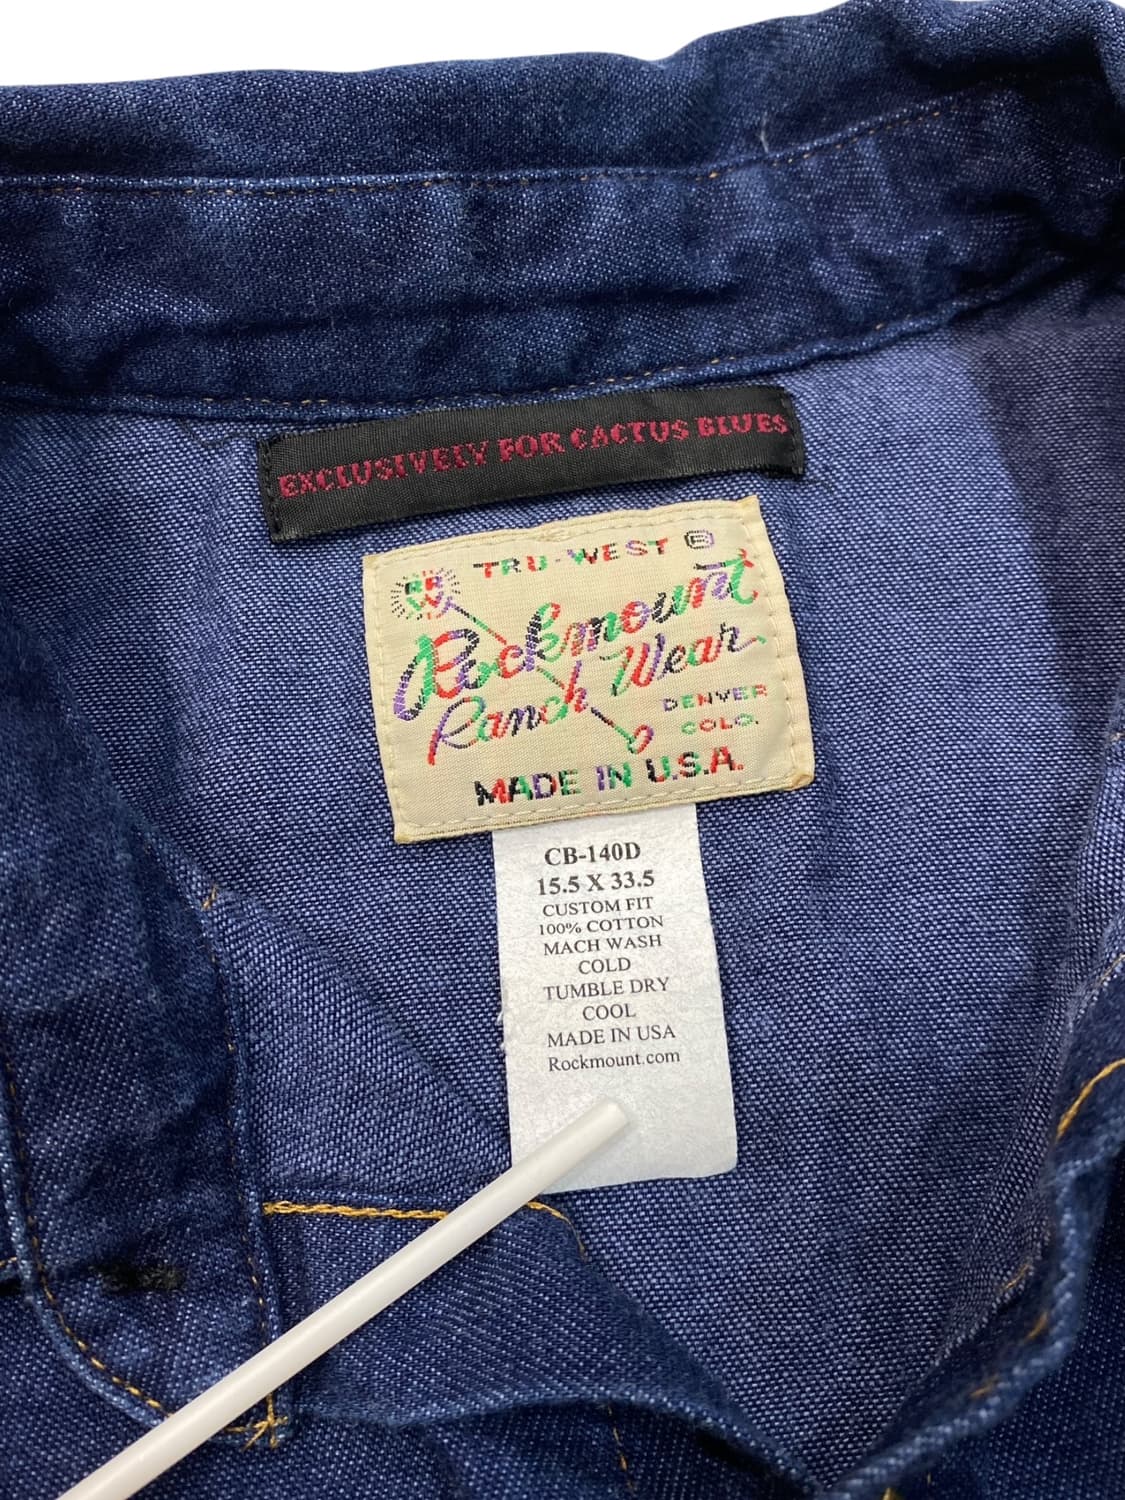 EXCLUSIVELY FOR CACTUS BLUES
TRU-WEST ®
RR
W
Rockmount
Ranch Wear
DENVER
COLO.
MADE IN U.S.A.
CB-140D
15.5 X 33.5
CUSTOM FIT
100% COTTON
MACH WASH
COLD
TUMBLE DRY
COOL
MADE IN USA
Rockmount.com